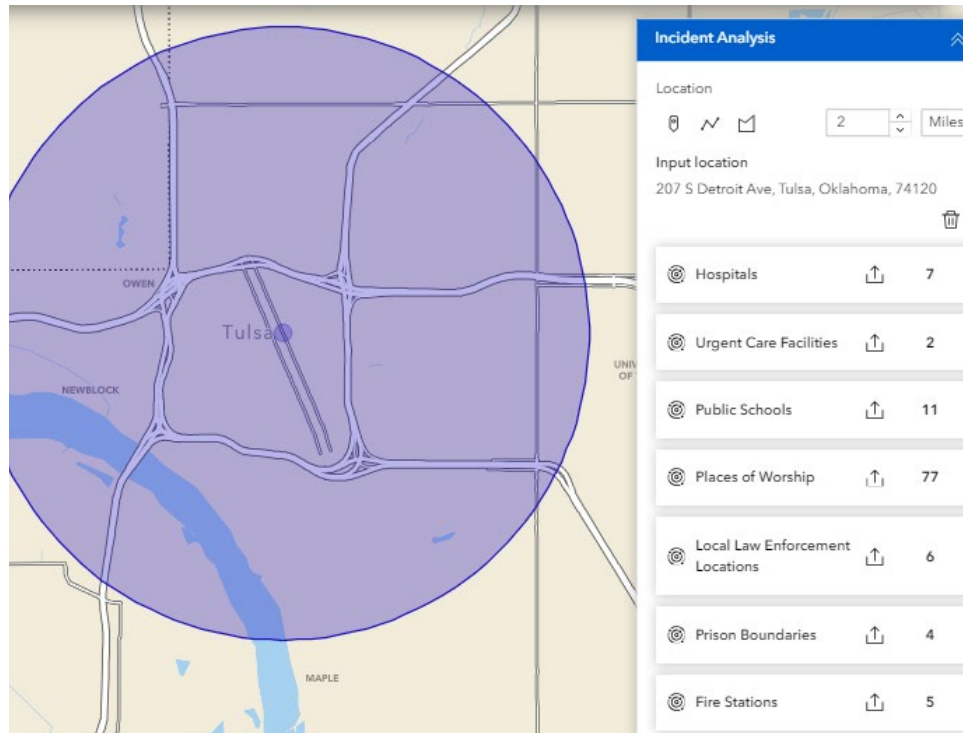 OWEN
Tulsa
NEWBLOCK
MAPLE
Incident Analysis
Location
2 Miles
Input location
207 S Detroit Ave, Tulsa, Oklahoma, 74120
Hospitals 7
Urgent Care Facilities 2
Public Schools 11
Places of Worship 77
Local Law Enforcement
Locations 6
Prison Boundaries 4
Fire Stations 5